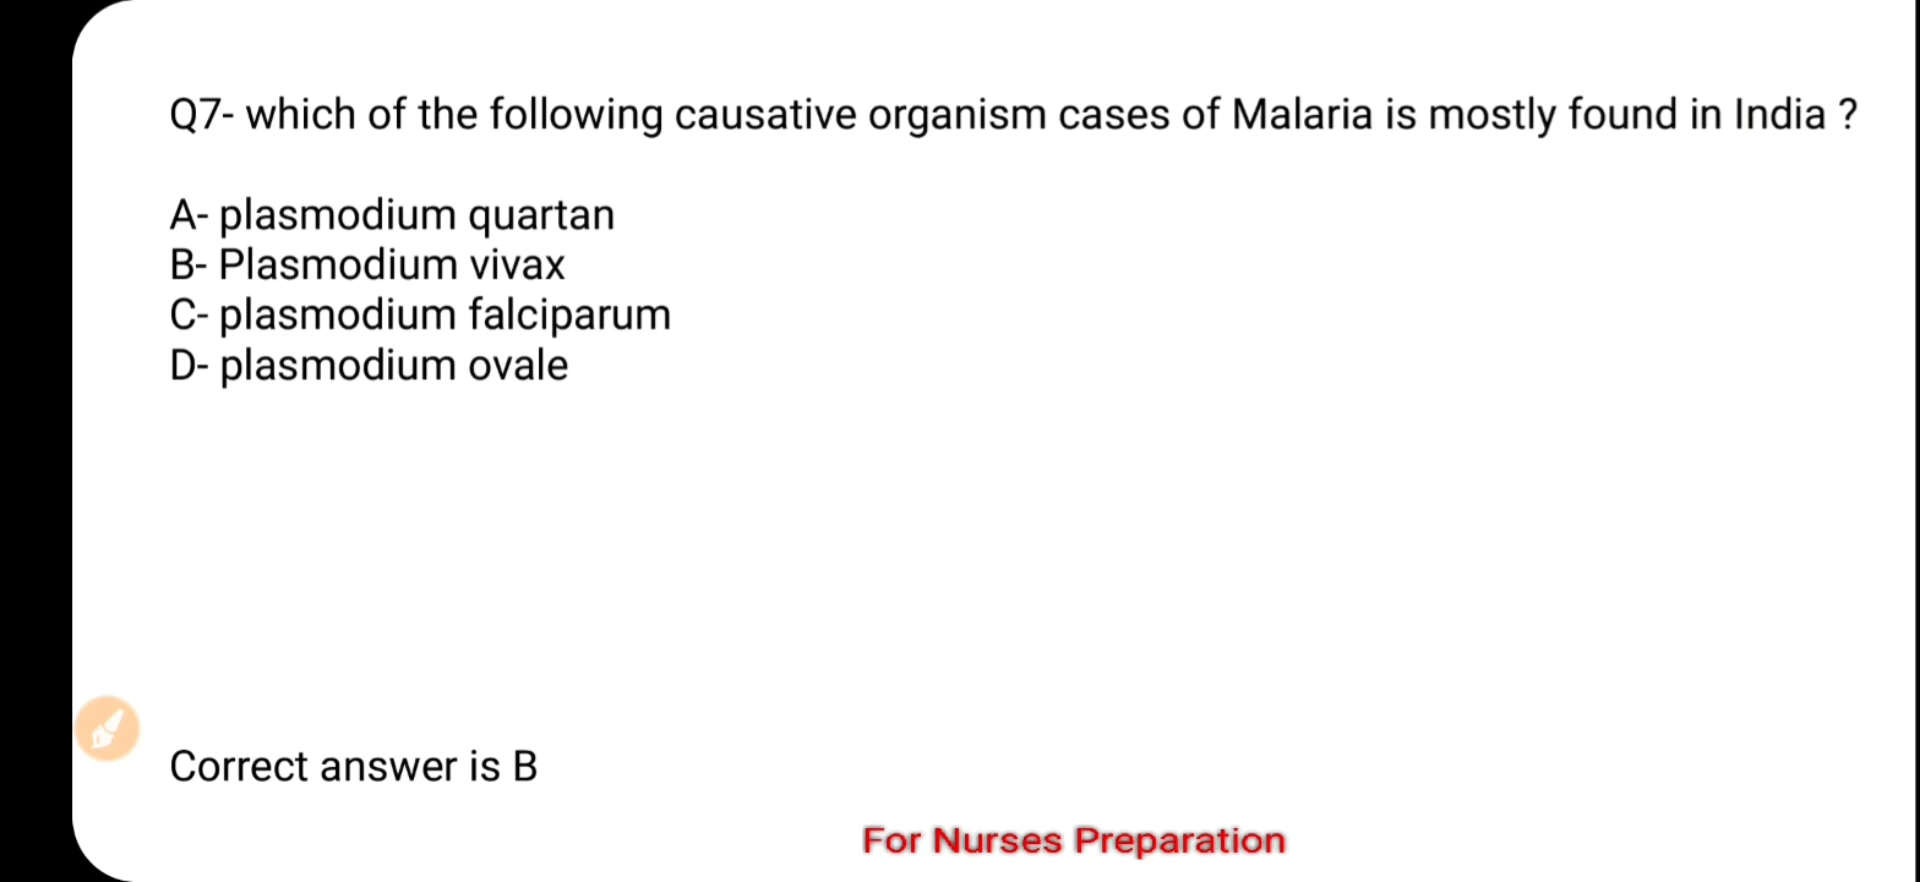 Q7- which of the following causative organism cases of Malaria is mostly found in India ?
A- plasmodium quartan
B- Plasmodium vivax
C- plasmodium falciparum
D- plasmodium ovale
Correct answer is B
For Nurses Preparation